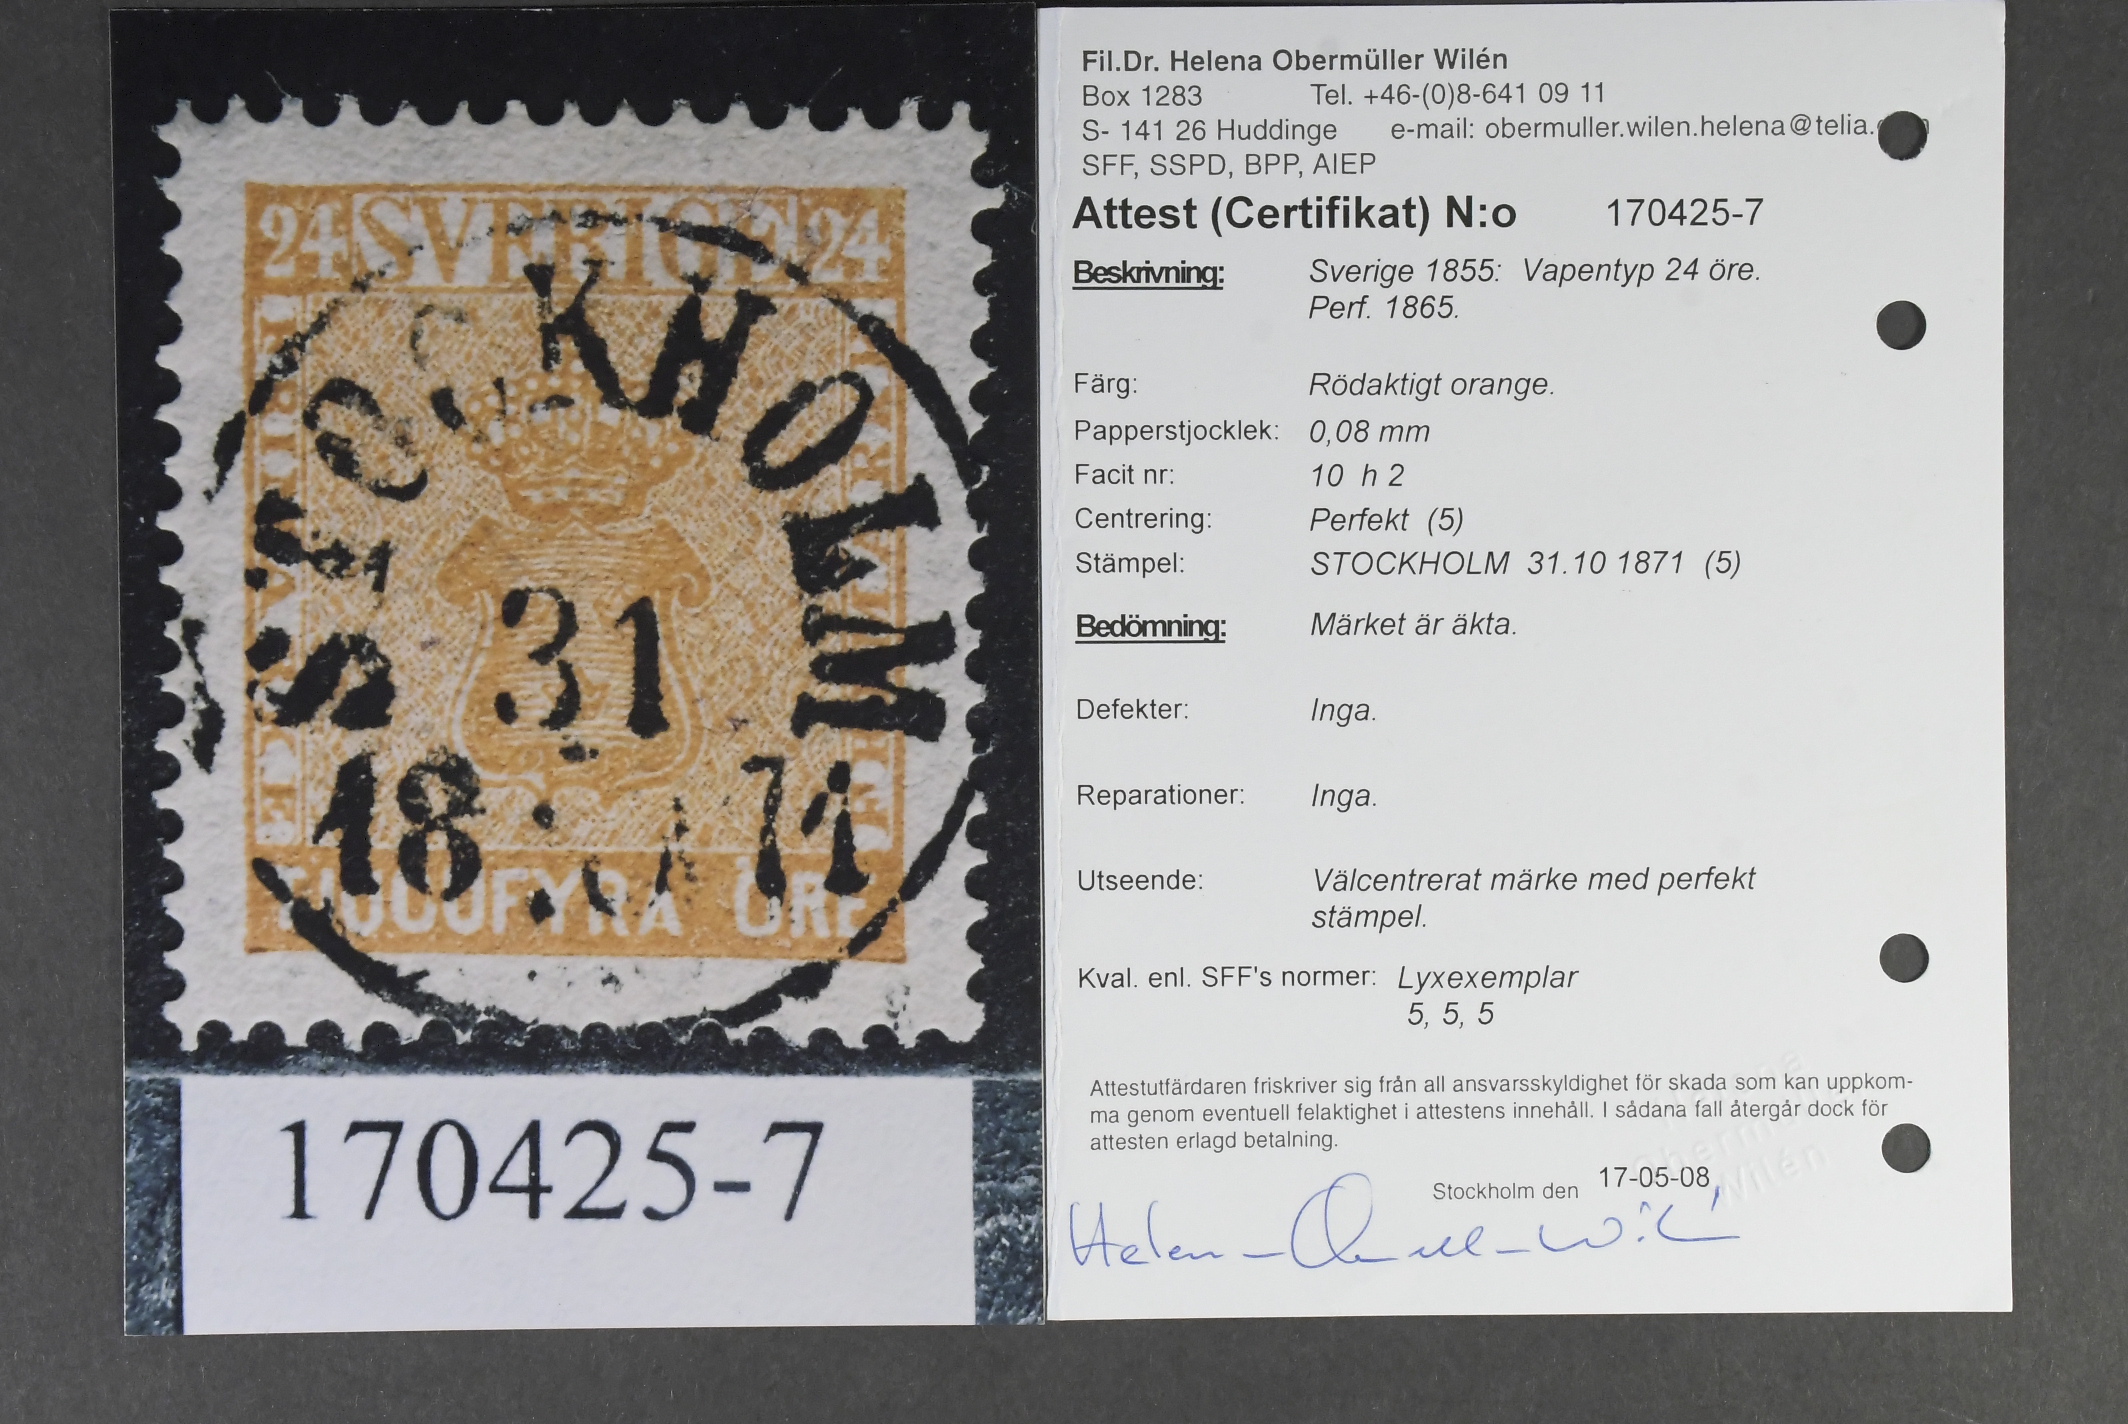 24 SVERIGE 24
STOCKHOLM
31
18 71
TJUGUFYRA ÖRE
170425-7
Fil.Dr. Helena Obermüller Wilén
Box 1283 Tel. +46-(0)8-641 09 11
S- 141 26 Huddinge e-mail: obermuller.wilen.helena@telia.
SFF, SSPD, BPP, AIEP
Attest (Certifikat) N:o 170425-7
Beskrivning: Sverige 1855: Vapentyp 24 öre.
Perf. 1865.
Färg: Rödaktigt orange.
Papperstjocklek: 0,08 mm
Facit nr: 10 h 2
Centrering: Perfekt (5)
Stämpel: STOCKHOLM 31.10 1871 (5)
Bedömning: Märket är äkta.
Defekter: Inga.
Reparationer: Inga.
Utseende: Välcentrerat märke med perfekt
stämpel.
Kval. enl. SFF's normer: Lyxexemplar
5, 5, 5
Attestutfärdaren friskriver sig från all ansvarsskyldighet för skada som kan uppkom-
ma genom eventuell felaktighet i attestens innehåll. I sådana fall återgår dock för
attesten erlagd betalning.
Stockholm den 17-05-08
Helena Obermüller Wilén